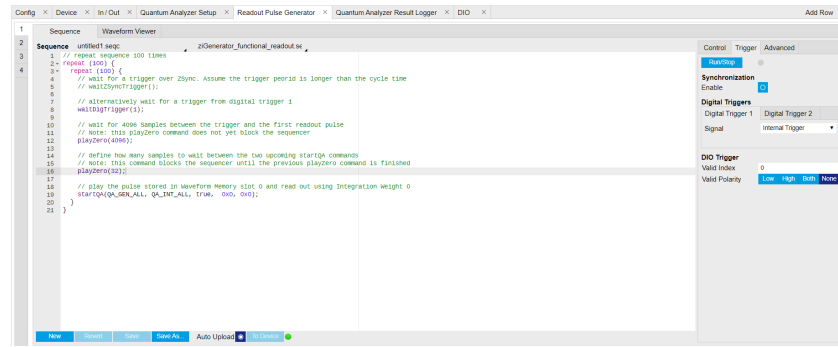 Config × Device × In / Out × Quantum Analyzer Setup × Readout Pulse Generator × Quantum Analyzer Result Logger × DIO × Add Row
1 Sequence Waveform Viewer
2 Sequence untitled1.seqc ziGenerator_functional_readout.se
3
4
1 // repeat sequence 100 times
2 repeat (100) {
3 repeat (100) {
4 // wait for a trigger over ZSync. Assume the trigger peorid is longer than the cycle time
5 // waitZSyncTrigger();
6
7 // alternatively wait for a trigger from digital trigger 1
8 waitDigTrigger(1);
9
10 // wait for 4096 Samples between the trigger and the first readout pulse
11 // Note: this playZero command does not yet block the sequencer
12 playZero(4096);
13
14 // define how many samples to wait between the two upcoming startQA commands
15 // Note: this command blocks the sequencer until the previous playZero command is finished
16 playZero(32);
17
18 // play the pulse stored in Waveform Memory slot 0 and read out using Integration Weight 0
19 startQA(QA_GEN_ALL, QA_INT_ALL, true, 0x0, 0x0);
20 }
21 }
New Revert Save Save As... Auto Upload To Device
Control Trigger Advanced
Run/Stop
Synchronization
Enable
Digital Triggers
Digital Trigger 1 Digital Trigger 2
Signal Internal Trigger
DIO Trigger
Valid Index 0
Valid Polarity Low High Both None